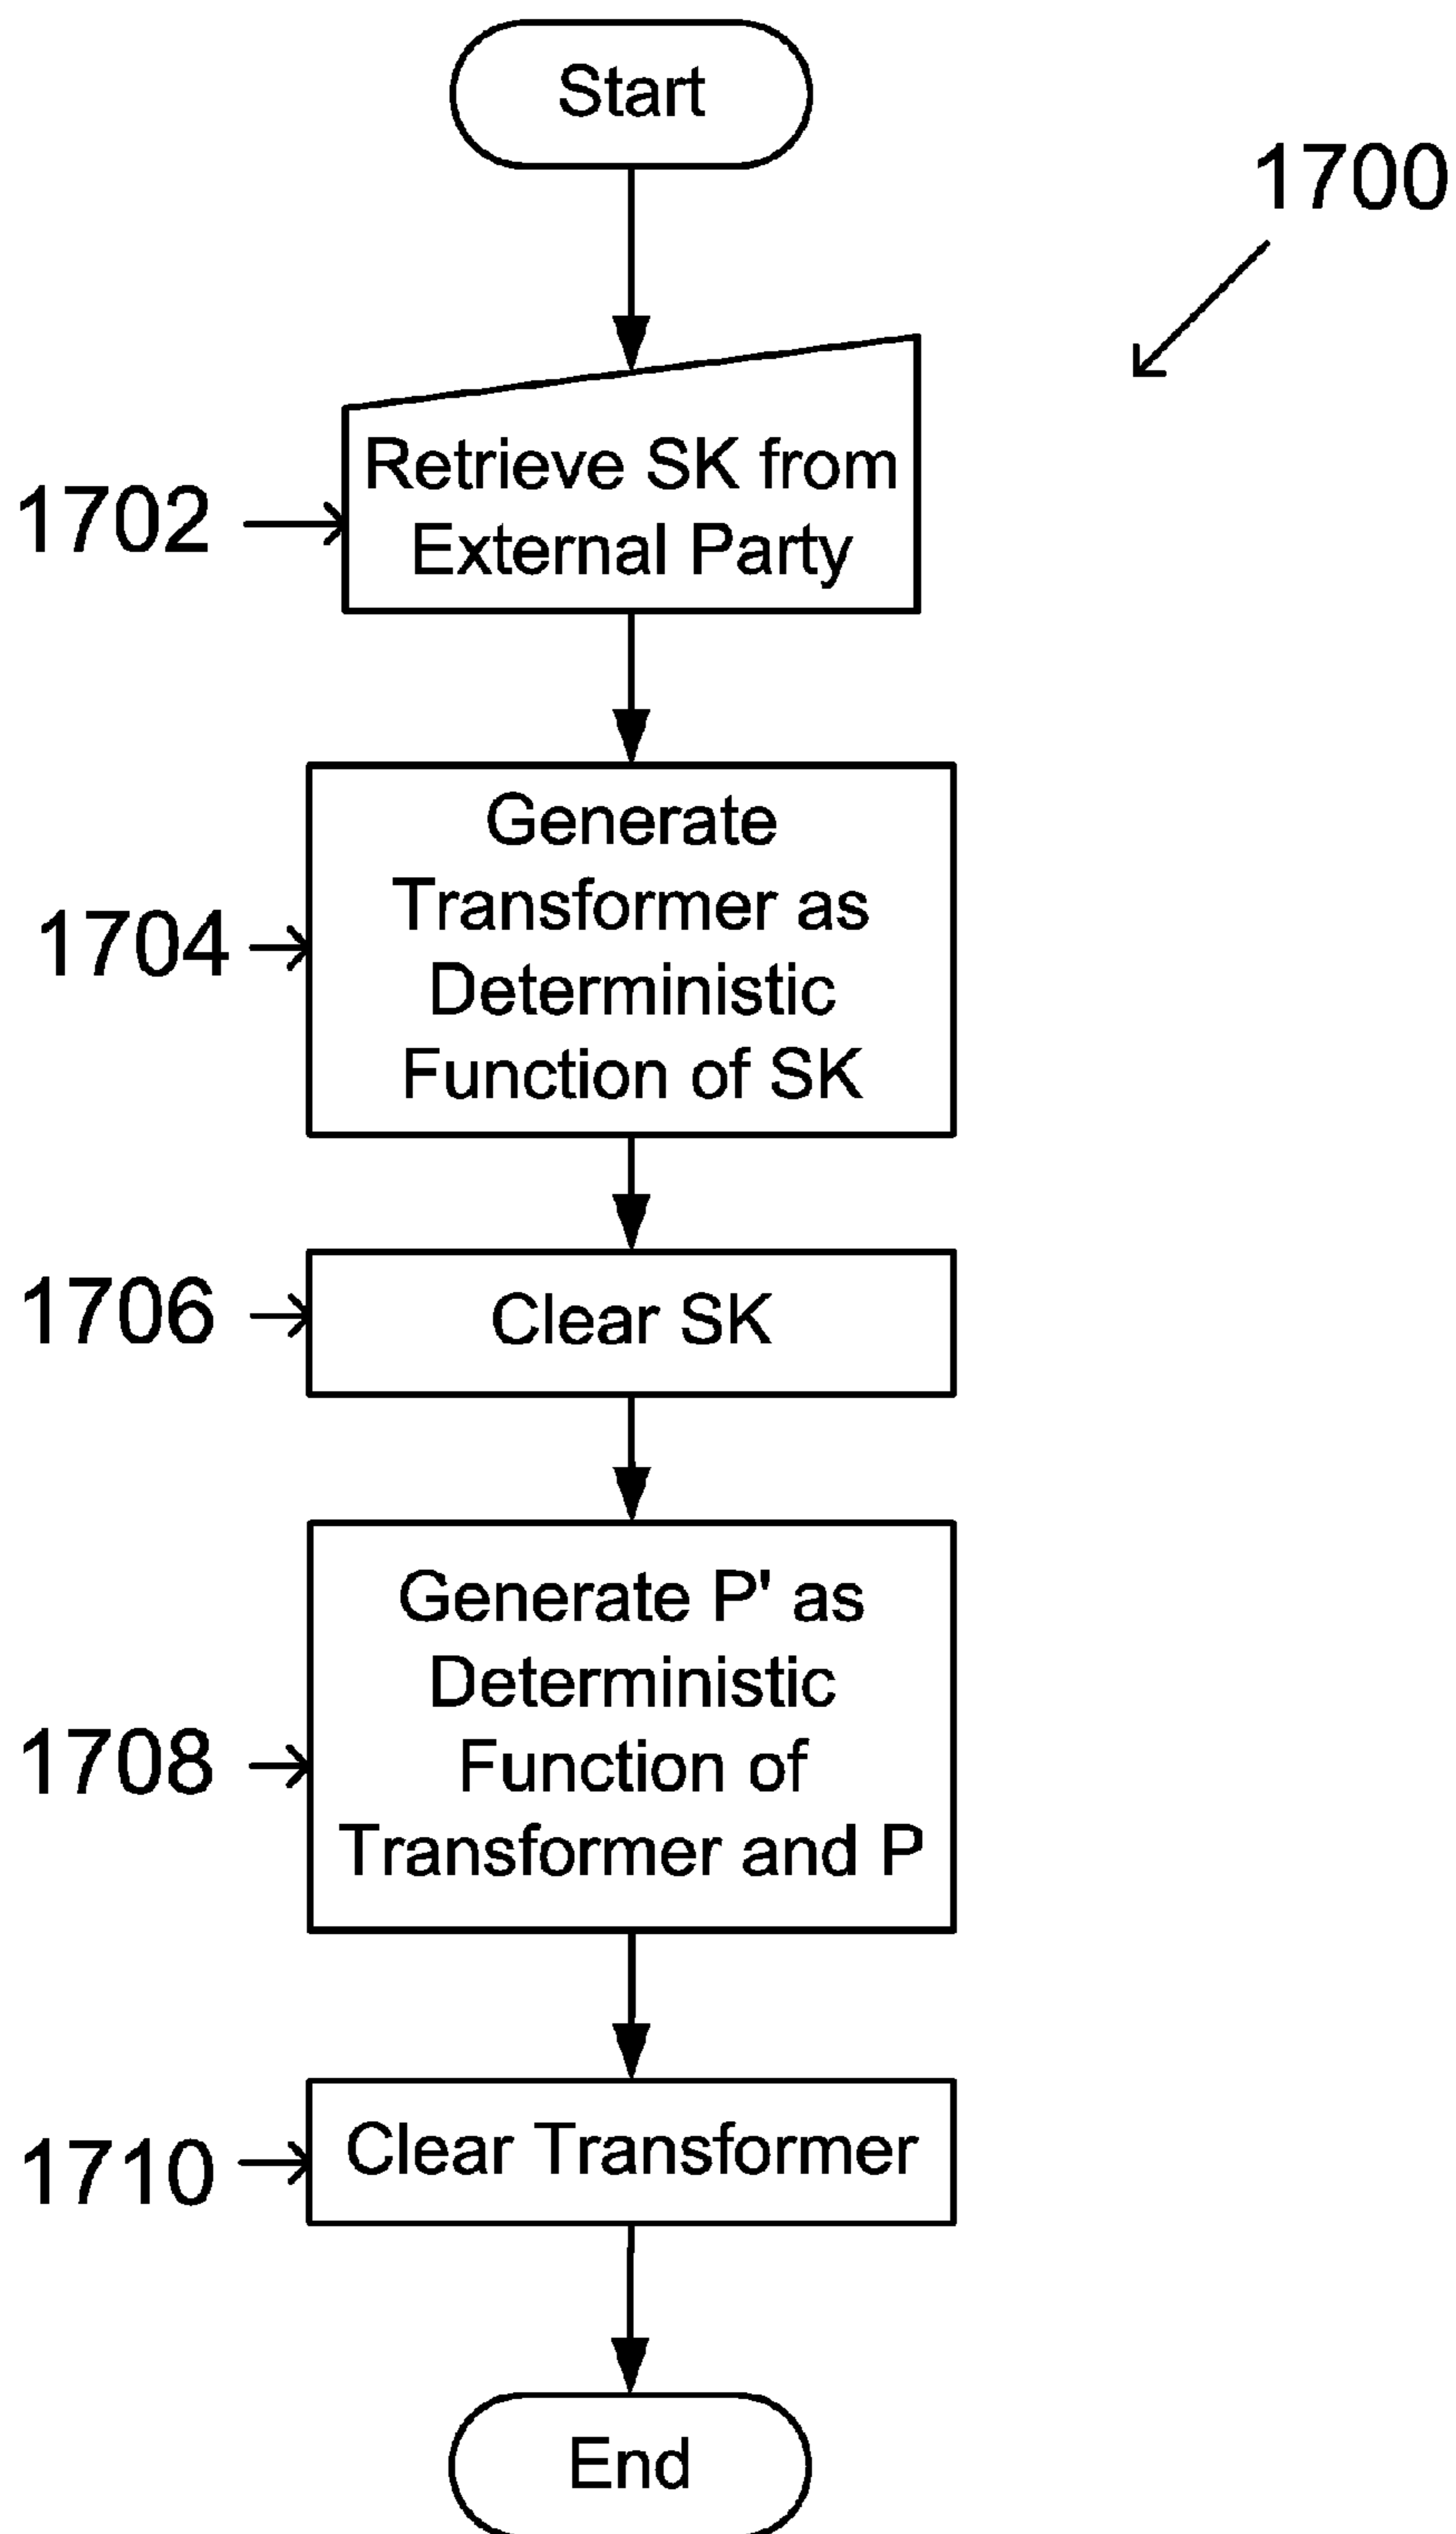 Start
1700
Retrieve SK from
External Party
1702
Generate
Transformer as
Deterministic
Function of SK
1704
Clear SK
1706
Generate P' as
Deterministic
Function of
Transformer and P
1708
Clear Transformer
1710
End